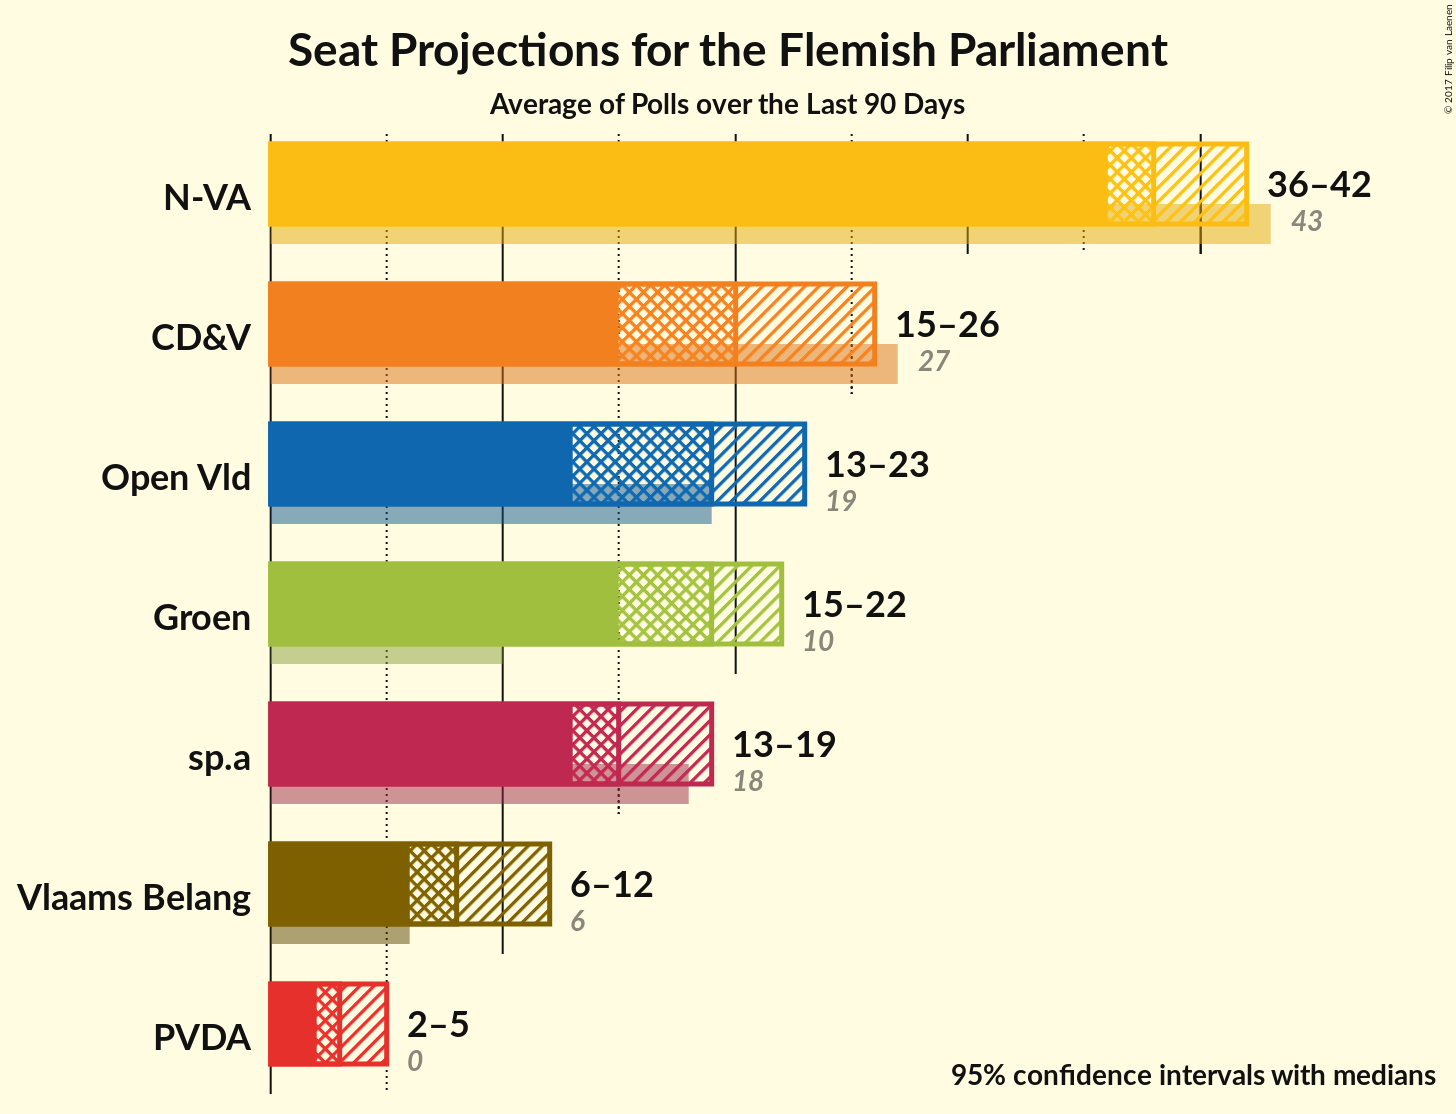 Seat Projections for the Flemish Parliament
Average of Polls over the Last 90 Days
© 2017 Filip van Laenen
N-VA
36–42
43
CD&V
15–26
27
Open Vld
13–23
19
Groen
15–22
10
sp.a
13–19
18
Vlaams Belang
6–12
6
PVDA
2–5
0
95% confidence intervals with medians